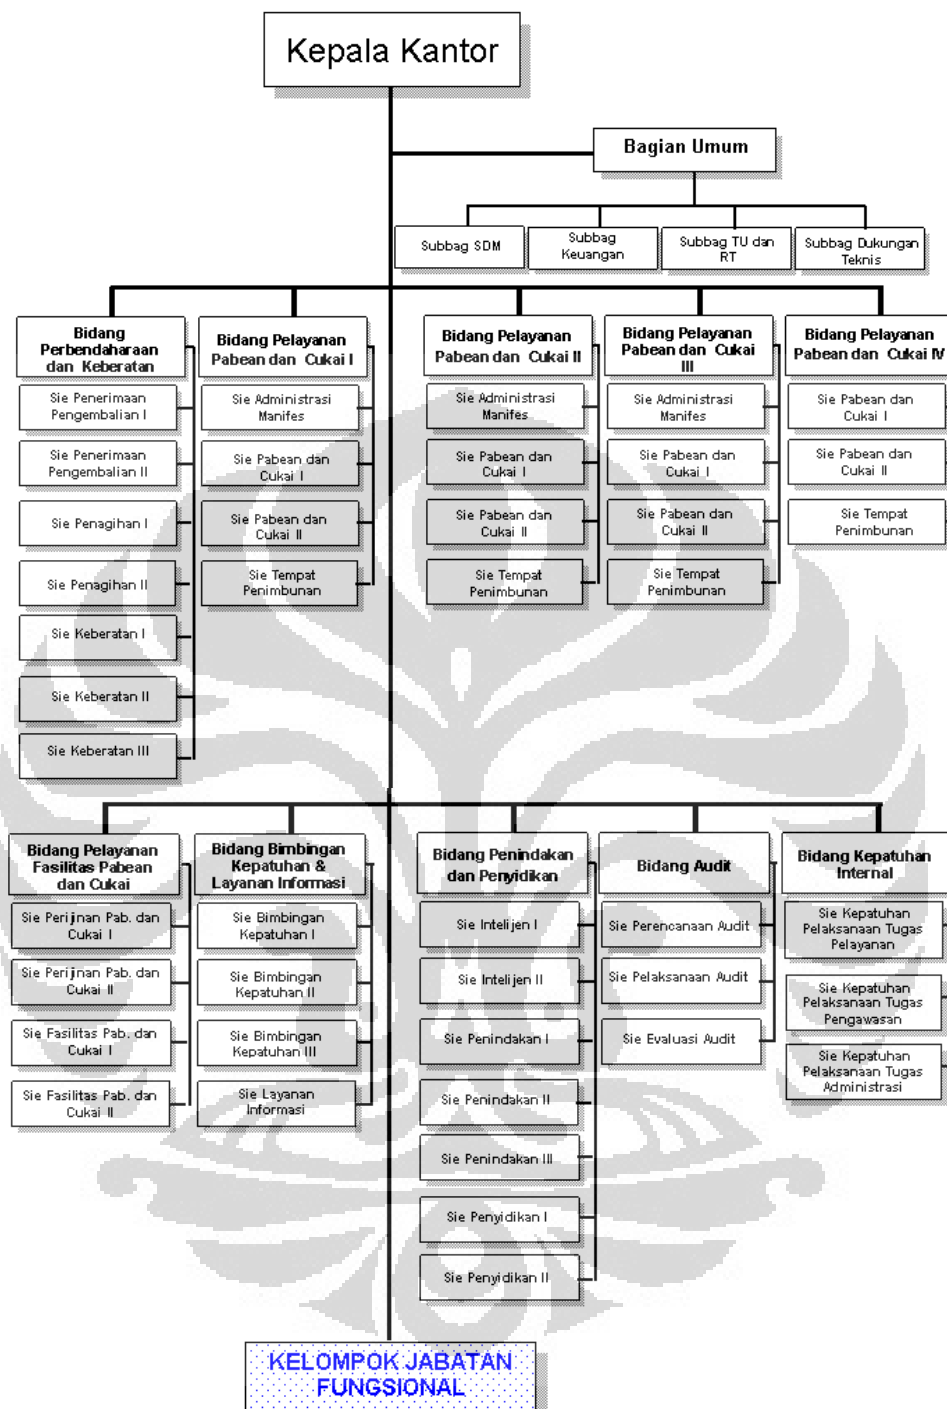 Kepala Kantor
Bagian Umum
Subbag SDM
Subbag
Keuangan
Subbag TU dan
RT
Subbag Dukungan
Teknis
Bidang
Perbendaharaan
dan Keberatan
Sie Penerimaan
Pengembalian I
Sie Penerimaan
Pengembalian II
Sie Penagihan I
Sie Penagihan II
Sie Keberatan I
Sie Keberatan II
Sie Keberatan III
Bidang Pelayanan
Pabean dan Cukai I
Sie Administrasi
Manifes
Sie Pabean dan
Cukai I
Sie Pabean dan
Cukai II
Sie Tempat
Penimbunan
Bidang Pelayanan
Pabean dan Cukai II
Sie Administrasi
Manifes
Sie Pabean dan
Cukai I
Sie Pabean dan
Cukai II
Sie Tempat
Penimbunan
Bidang Pelayanan
Pabean dan Cukai
III
Sie Administrasi
Manifes
Sie Pabean dan
Cukai I
Sie Pabean dan
Cukai II
Sie Tempat
Penimbunan
Bidang Pelayanan
Pabean dan Cukai IV
Sie Pabean dan
Cukai I
Sie Pabean dan
Cukai II
Sie Tempat
Penimbunan
Bidang Pelayanan
Fasilitas Pabean
dan Cukai
Sie Perijinan Pab. dan
Cukai I
Sie Perijinan Pab. dan
Cukai II
Sie Fasilitas Pab. dan
Cukai I
Sie Fasilitas Pab. dan
Cukai II
Bidang Bimbingan
Kepatuhan &
Layanan Informasi
Sie Bimbingan
Kepatuhan I
Sie Bimbingan
Kepatuhan II
Sie Bimbingan
Kepatuhan III
Sie Layanan
Informasi
Bidang Penindakan
dan Penyidikan
Sie Intelijen I
Sie Intelijen II
Sie Penindakan I
Sie Penindakan II
Sie Penindakan III
Sie Penyidikan I
Sie Penyidikan II
Bidang Audit
Sie Perencanaan Audit
Sie Pelaksanaan Audit
Sie Evaluasi Audit
Bidang Kepatuhan
Internal
Sie Kepatuhan
Pelaksanaan Tugas
Pelayanan
Sie Kepatuhan
Pelaksanaan Tugas
Pengawasan
Sie Kepatuhan
Pelaksanaan Tugas
Administrasi
KELOMPOK JABATAN
FUNGSIONAL